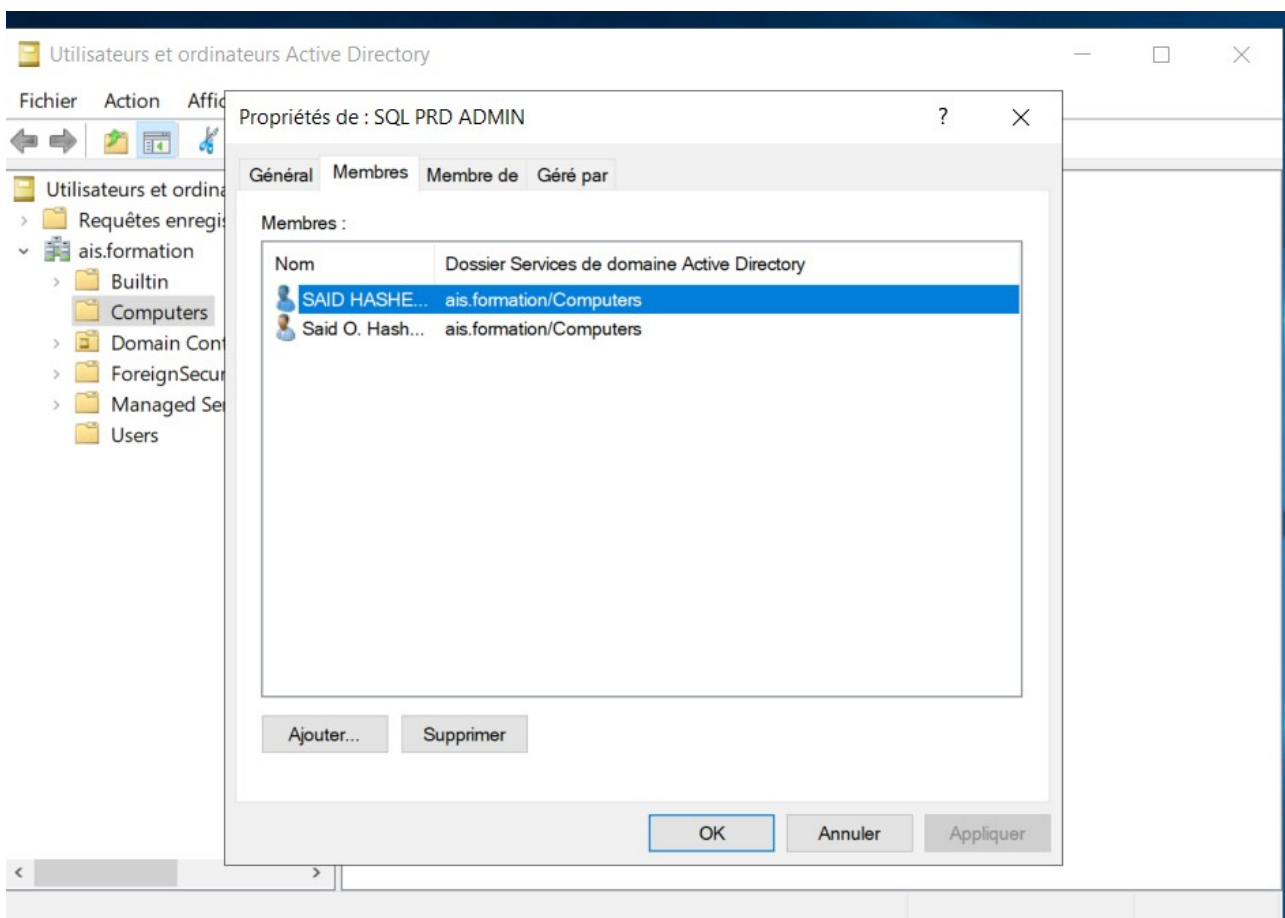 Utilisateurs et ordinateurs Active Directory
Fichier Action Affic
Propriétés de : SQL PRD ADMIN ?
Général Membres Membre de Géré par
Utilisateurs et ordina
Requêtes enregis
ais.formation
Builtin
Computers
Domain Cont
ForeignSecur
Managed Ser
Users
Membres :
Nom Dossier Services de domaine Active Directory
SAID HASHE... ais.formation/Computers
Said O. Hash... ais.formation/Computers
Ajouter... Supprimer
OK Annuler Appliquer